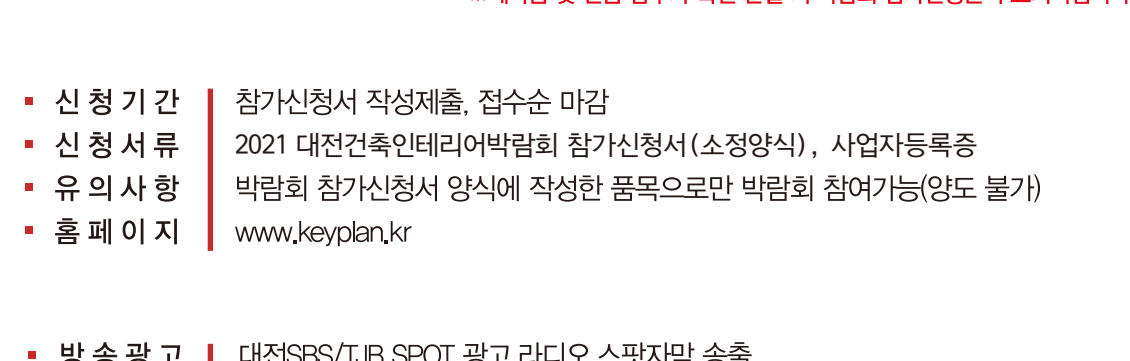 신청기간 참가신청서 작성제출, 접수순 마감
신청서류 2021 대전건축인테리어박람회 참가신청서(소정양식), 사업자등록증
유의사항 박람회 참가신청서 양식에 작성한 품목으로만 박람회 참여가능(양도 불가)
홈페이지 www.keyplan.kr
방송광고 대전SBS/TJB SPOT 광고 라디오 스팟자막 송출